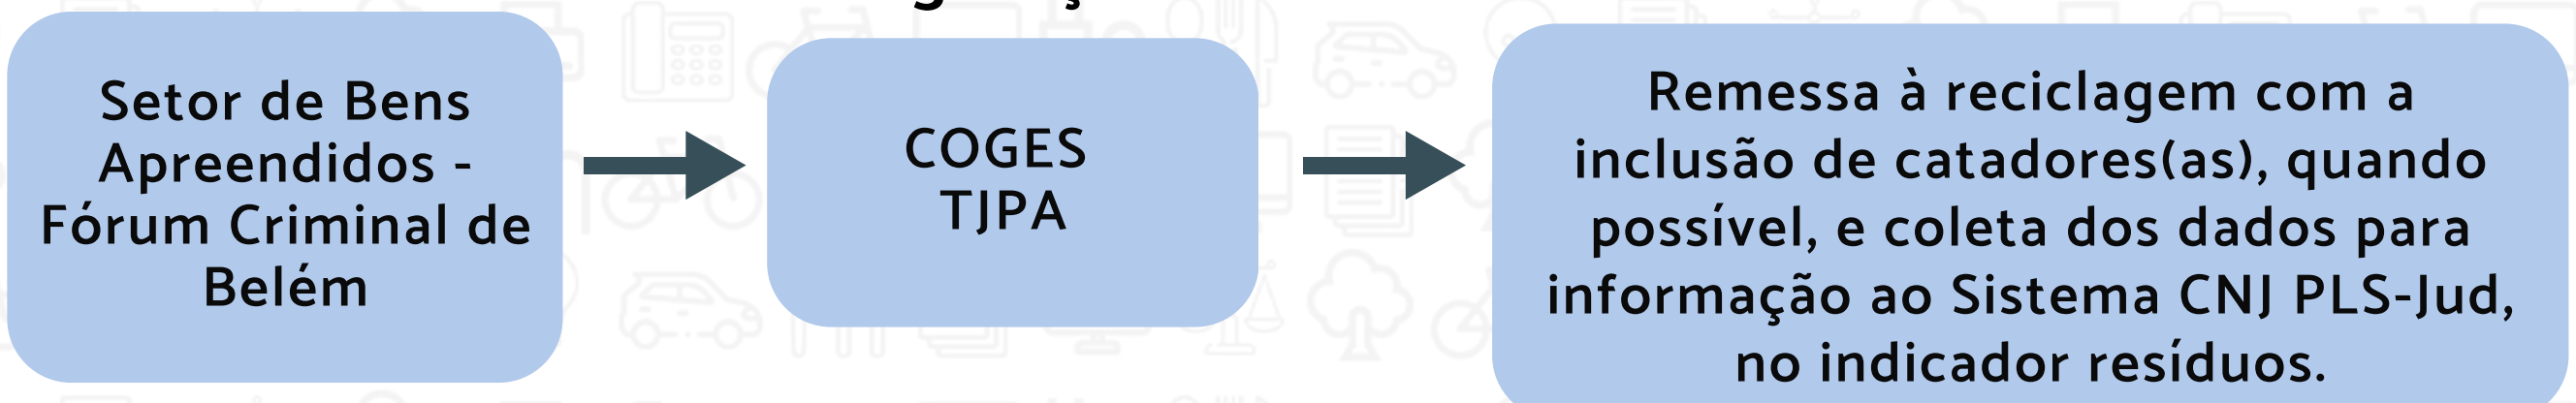 Setor de Bens
Apreendidos -
Fórum Criminal de
Belém
COGES
TJPA
Remessa à reciclagem com a
inclusão de catadores(as), quando
possível, e coleta dos dados para
informação ao Sistema CNJ PLS-Jud,
no indicador resíduos.